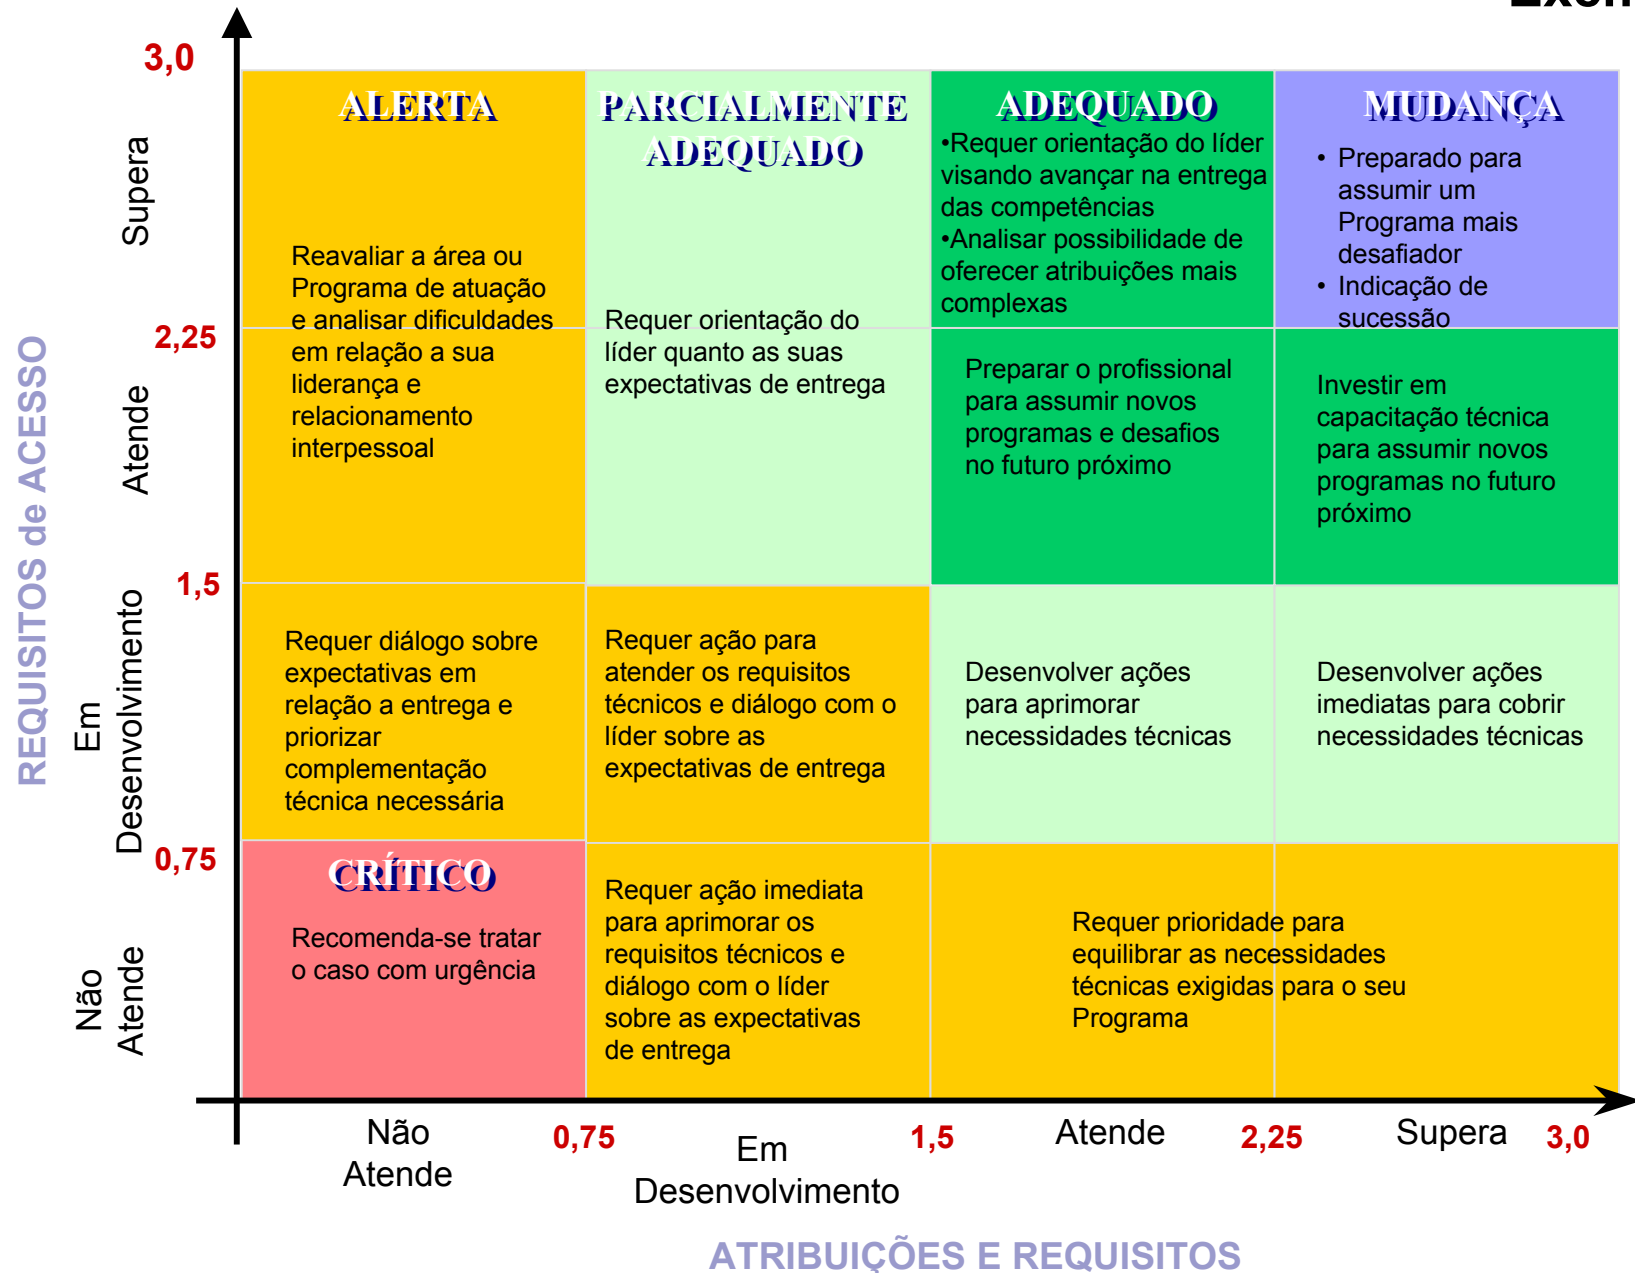 3,0
ALERTA
PARCIALMENTE
ADEQUADO
ADEQUADO
•Requer orientação do líder
visando avançar na entrega
das competências
•Analisar possibilidade de
oferecer atribuições mais
complexas
MUDANÇA
• Preparado para
assumir um
Programa mais
desafiador
• Indicação de
sucessão
Supera
Reavaliar a área ou
Programa de atuação
e analisar dificuldades
em relação a sua
liderança e
relacionamento
interpessoal
Requer orientação do
líder quanto as suas
expectativas de entrega
2,25
Preparar o profissional
para assumir novos
programas e desafios
no futuro próximo
Investir em
capacitação técnica
para assumir novos
programas no futuro
próximo
Atende
REQUISITOS de ACESSO
1,5
Em
Desenvolvimento
Requer diálogo sobre
expectativas em
relação a entrega e
priorizar
complementação
técnica necessária
Requer ação para
atender os requisitos
técnicos e diálogo com o
líder sobre as
expectativas de entrega
Desenvolver ações
para aprimorar
necessidades técnicas
Desenvolver ações
imediatas para cobrir
necessidades técnicas
0,75
CRÍTICO
Recomenda-se tratar
o caso com urgência
Requer ação imediata
para aprimorar os
requisitos técnicos e
diálogo com o líder
sobre as expectativas
de entrega
Requer prioridade para
equilibrar as necessidades
técnicas exigidas para o seu
Programa
Não
Atende
Não
Atende
0,75
Em
Desenvolvimento
1,5
Atende
2,25
Supera
3,0
ATRIBUIÇÕES E REQUISITOS